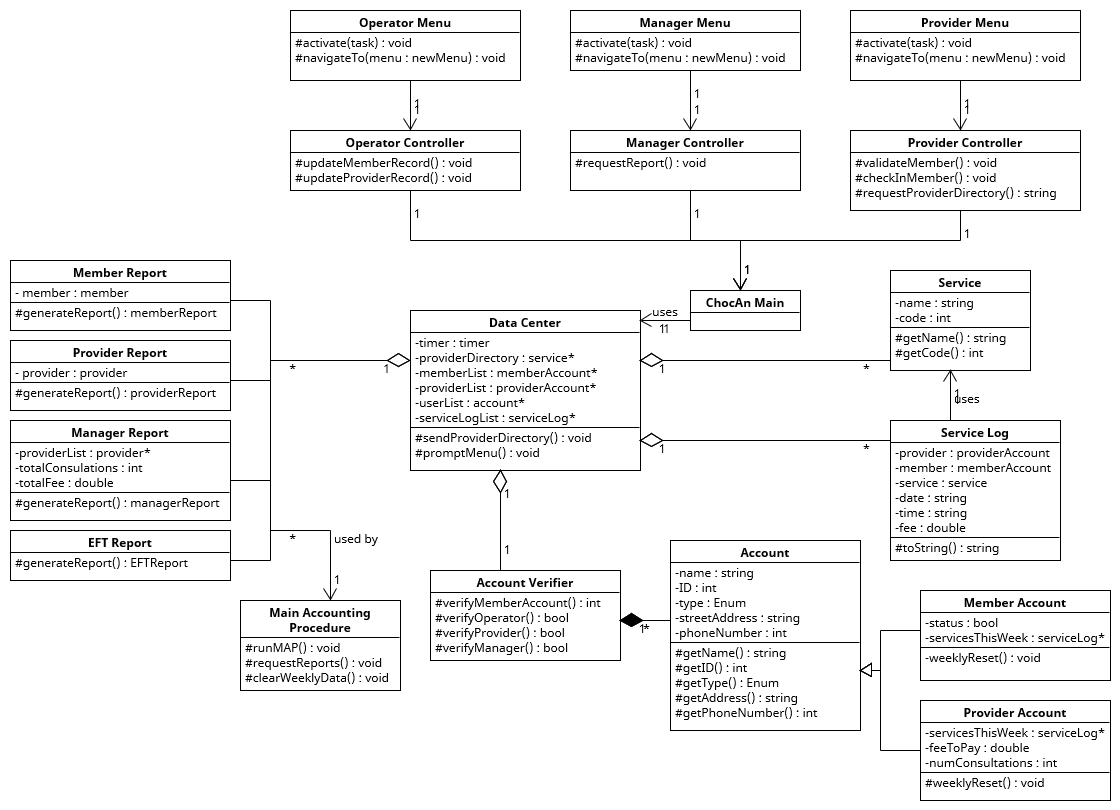 Operator Menu
#activate(task) : void
#navigateTo(menu : newMenu) : void
Manager Menu
#activate(task) : void
#navigateTo(menu : newMenu) : void
Provider Menu
#activate(task) : void
#navigateTo(menu : newMenu) : void
1
1
1
1
1
1
Operator Controller
#updateMemberRecord() : void
#updateProviderRecord() : void
Manager Controller
#requestReport() : void
Provider Controller
#validateMember() : void
#checkInMember() : void
#requestProviderDirectory() : string
1
1
1
1
Member Report
- member : member
#generateReport() : memberReport
Provider Report
- provider : provider
#generateReport() : providerReport
Manager Report
-providerList : provider*
-totalConsulations : int
-totalFee : double
#generateReport() : managerReport
EFT Report
#generateReport() : EFTReport
*
1
*
used by
1
Main Accounting
Procedure
#runMAP() : void
#requestReports() : void
#clearWeeklyData() : void
Data Center
-timer : timer
-providerDirectory : service*
-memberList : memberAccount*
-providerList : providerAccount*
-userList : account*
-serviceLogList : serviceLog*
#sendProviderDirectory() : void
#promptMenu() : void
uses
11
ChocAn Main
1
*
1
*
1
1
Service
-name : string
-code : int
#getName() : string
#getCode() : int
1
uses
Service Log
-provider : providerAccount
-member : memberAccount
-service : service
-date : string
-time : string
-fee : double
#toString() : string
Account Verifier
#verifyMemberAccount() : int
#verifyOperator() : bool
#verifyProvider() : bool
#verifyManager() : bool
1*
Account
-name : string
-ID : int
-type : Enum
-streetAddress : string
-phoneNumber : int
#getName() : string
#getID() : int
#getType() : Enum
#getAddress() : string
#getPhoneNumber() : int
Member Account
-status : bool
-servicesThisWeek : serviceLog*
-weeklyReset() : void
Provider Account
-servicesThisWeek : serviceLog*
-feeToPay : double
-numConsultations : int
#weeklyReset() : void